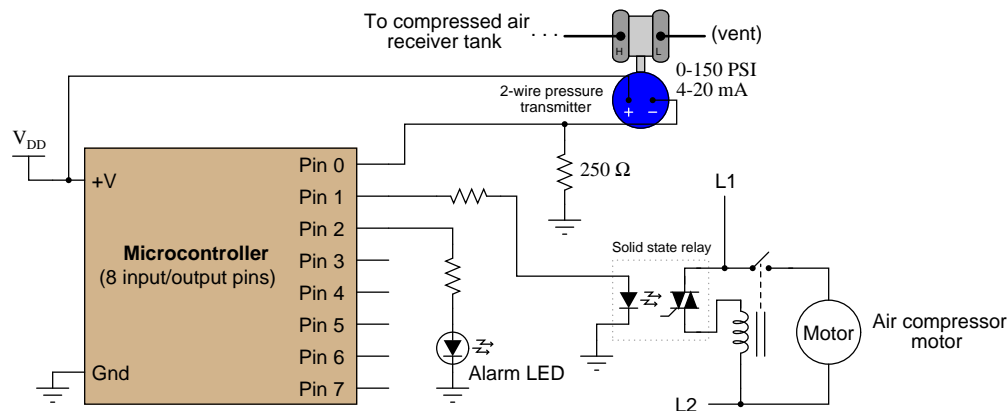 To compressed air
receiver tank
. . .
H
L
(vent)
0-150 PSI
4-20 mA
2-wire pressure
transmitter
+ −
VDD
+V
Pin 0
Pin 1
Pin 2
Pin 3
Pin 4
Pin 5
Pin 6
Pin 7
Microcontroller
(8 input/output pins)
Gnd
250 Ω
L1
Solid state relay
Alarm LED
Motor
Air compressor
motor
L2